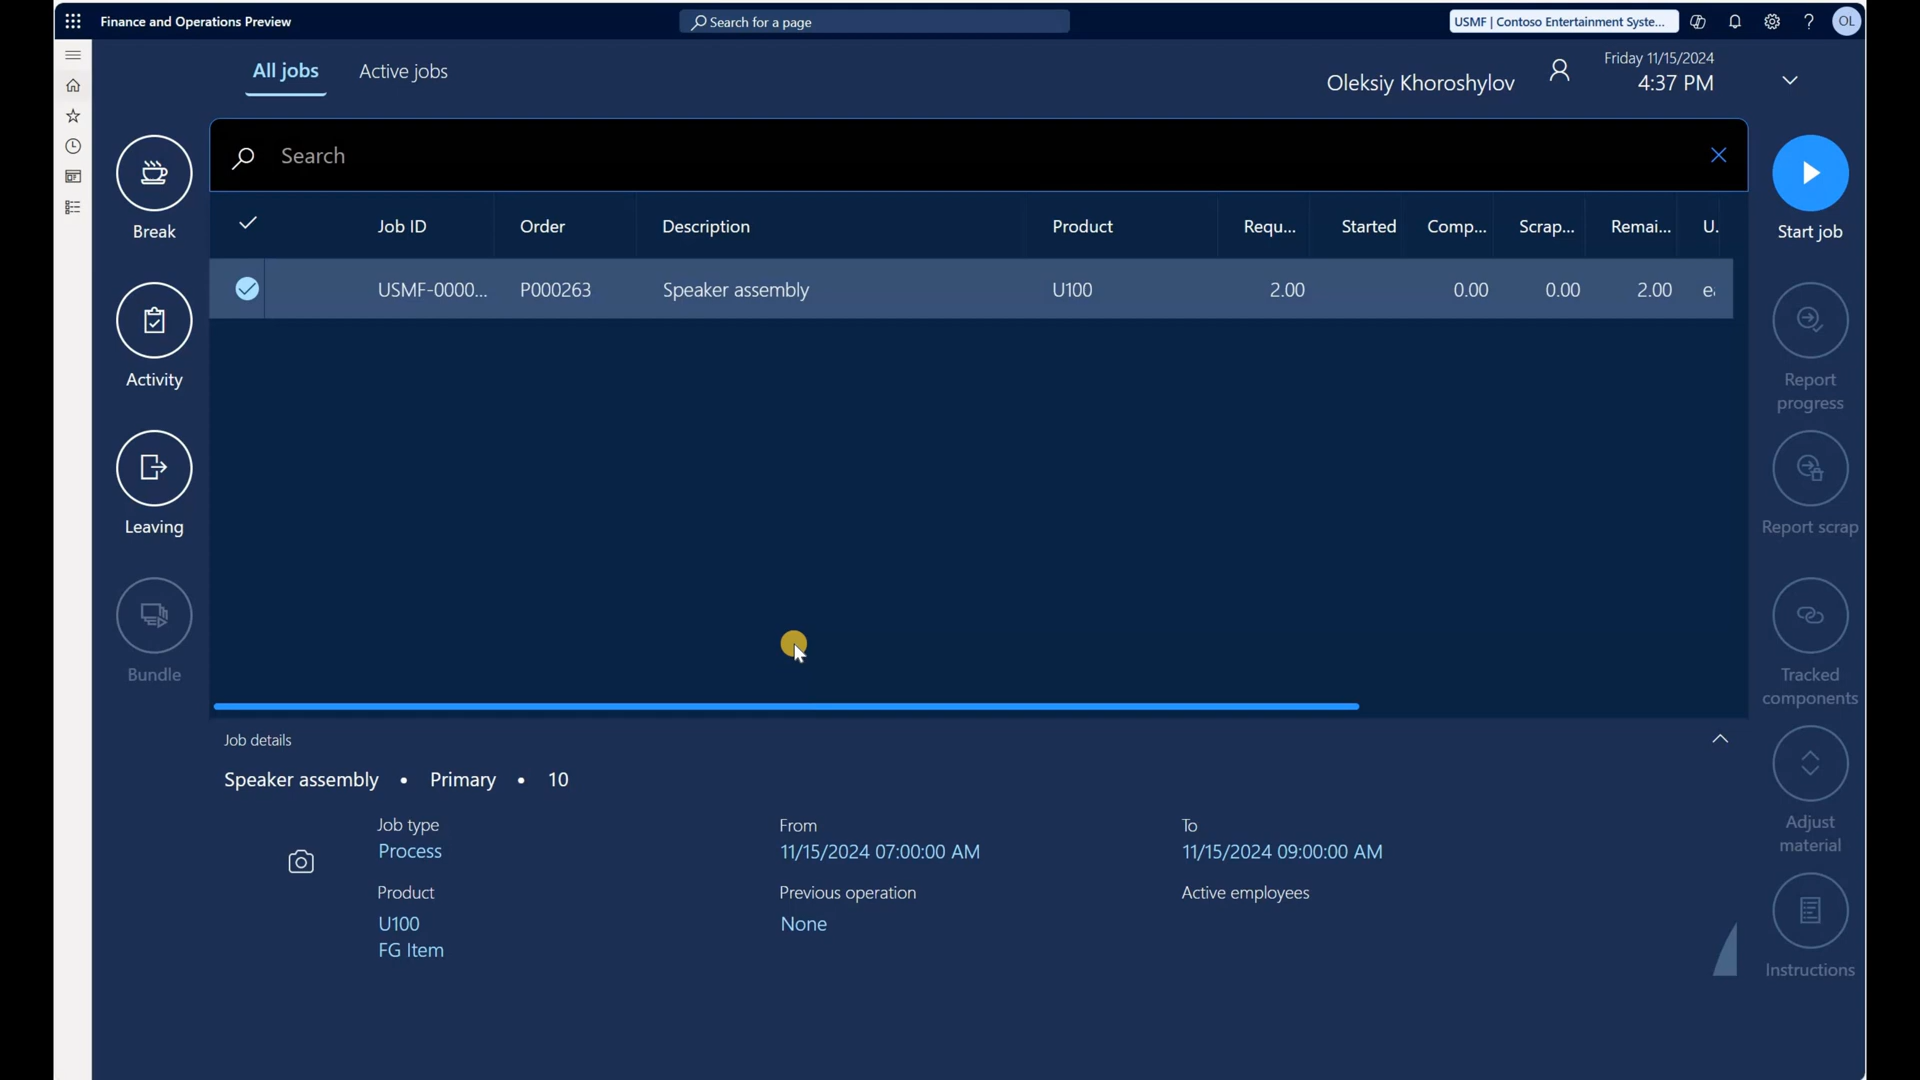 Finance and Operations Preview
Search for a page
USMF | Contoso Entertainment Syste...
OL
All jobs
Active jobs
Oleksiy Khoroshylov
Friday 11/15/2024
4:37 PM
Search
Break
Activity
Leaving
Bundle
Job ID Order Description Product Requ... Started Comp... Scrap... Remai... U.
USMF-0000... P000263 Speaker assembly U100 2.00 0.00 0.00 2.00
Start job
Report
progress
Report scrap
Tracked
components
Adjust
material
Instructions
Job details
Speaker assembly • Primary • 10
Job type From To
Process 11/15/2024 07:00:00 AM 11/15/2024 09:00:00 AM
Product Previous operation Active employees
U100 None
FG Item